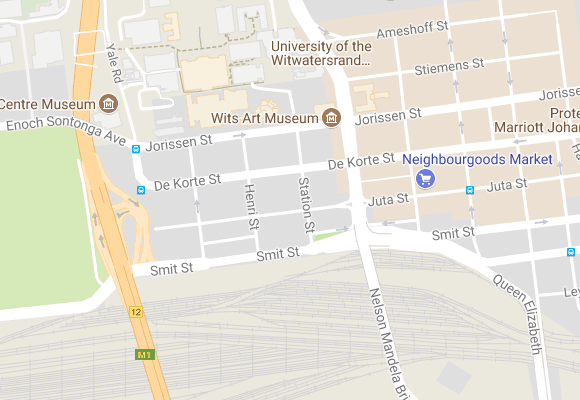 Ameshoff St
Yale Rd
University of the
Witwatersrand...
Stiemens St
Centre Museum
Wits Art Museum
Jorissen St
Jorissen
Enoch Sontonga Ave
Jorissen St
Prote
Marriott Johan
De Korte St
Neighbourgoods Market
De Korte St
Henri St
Station St
Juta St
Juta St
Smit St
Smit St
Smit St
Queen Elizabeth
Ley
Nelson Mandela Bri
12
M1